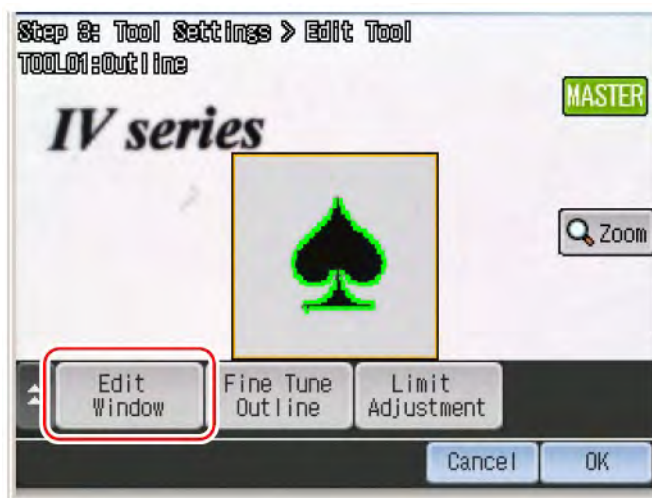 Step 3: Tool Settings > Edit Tool
TOOL01:Outline
MASTER
IV series
Zoom
Edit Window
Fine Tune Outline
Limit Adjustment
Cancel
OK